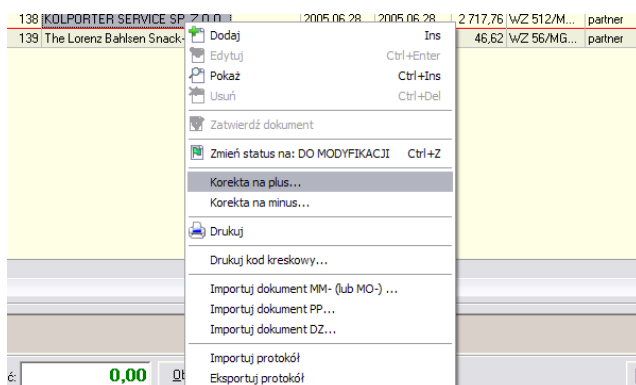 138 KOLPORTER SERVICE SP. Z O.O. 2005.06.28 2005.06.28 2 717,76 WZ 512/M... partner
139 The Lorenz Bahlsen Snack- 46,62 WZ 56/MG... partner
Dodaj Ins
Edytuj Ctrl+Enter
Pokaż Ctrl+Ins
Usuń Ctrl+Del
Zatwierdź dokument
Zmień status na: DO MODYFIKACJI Ctrl+Z
Korekta na plus...
Korekta na minus...
Drukuj
Drukuj kod kreskowy...
Importuj dokument MM- (lub MO-) ...
Importuj dokument PP...
Importuj dokument DZ...
Importuj protokół
ć: 0,00 Ob
Eksportuj protokół